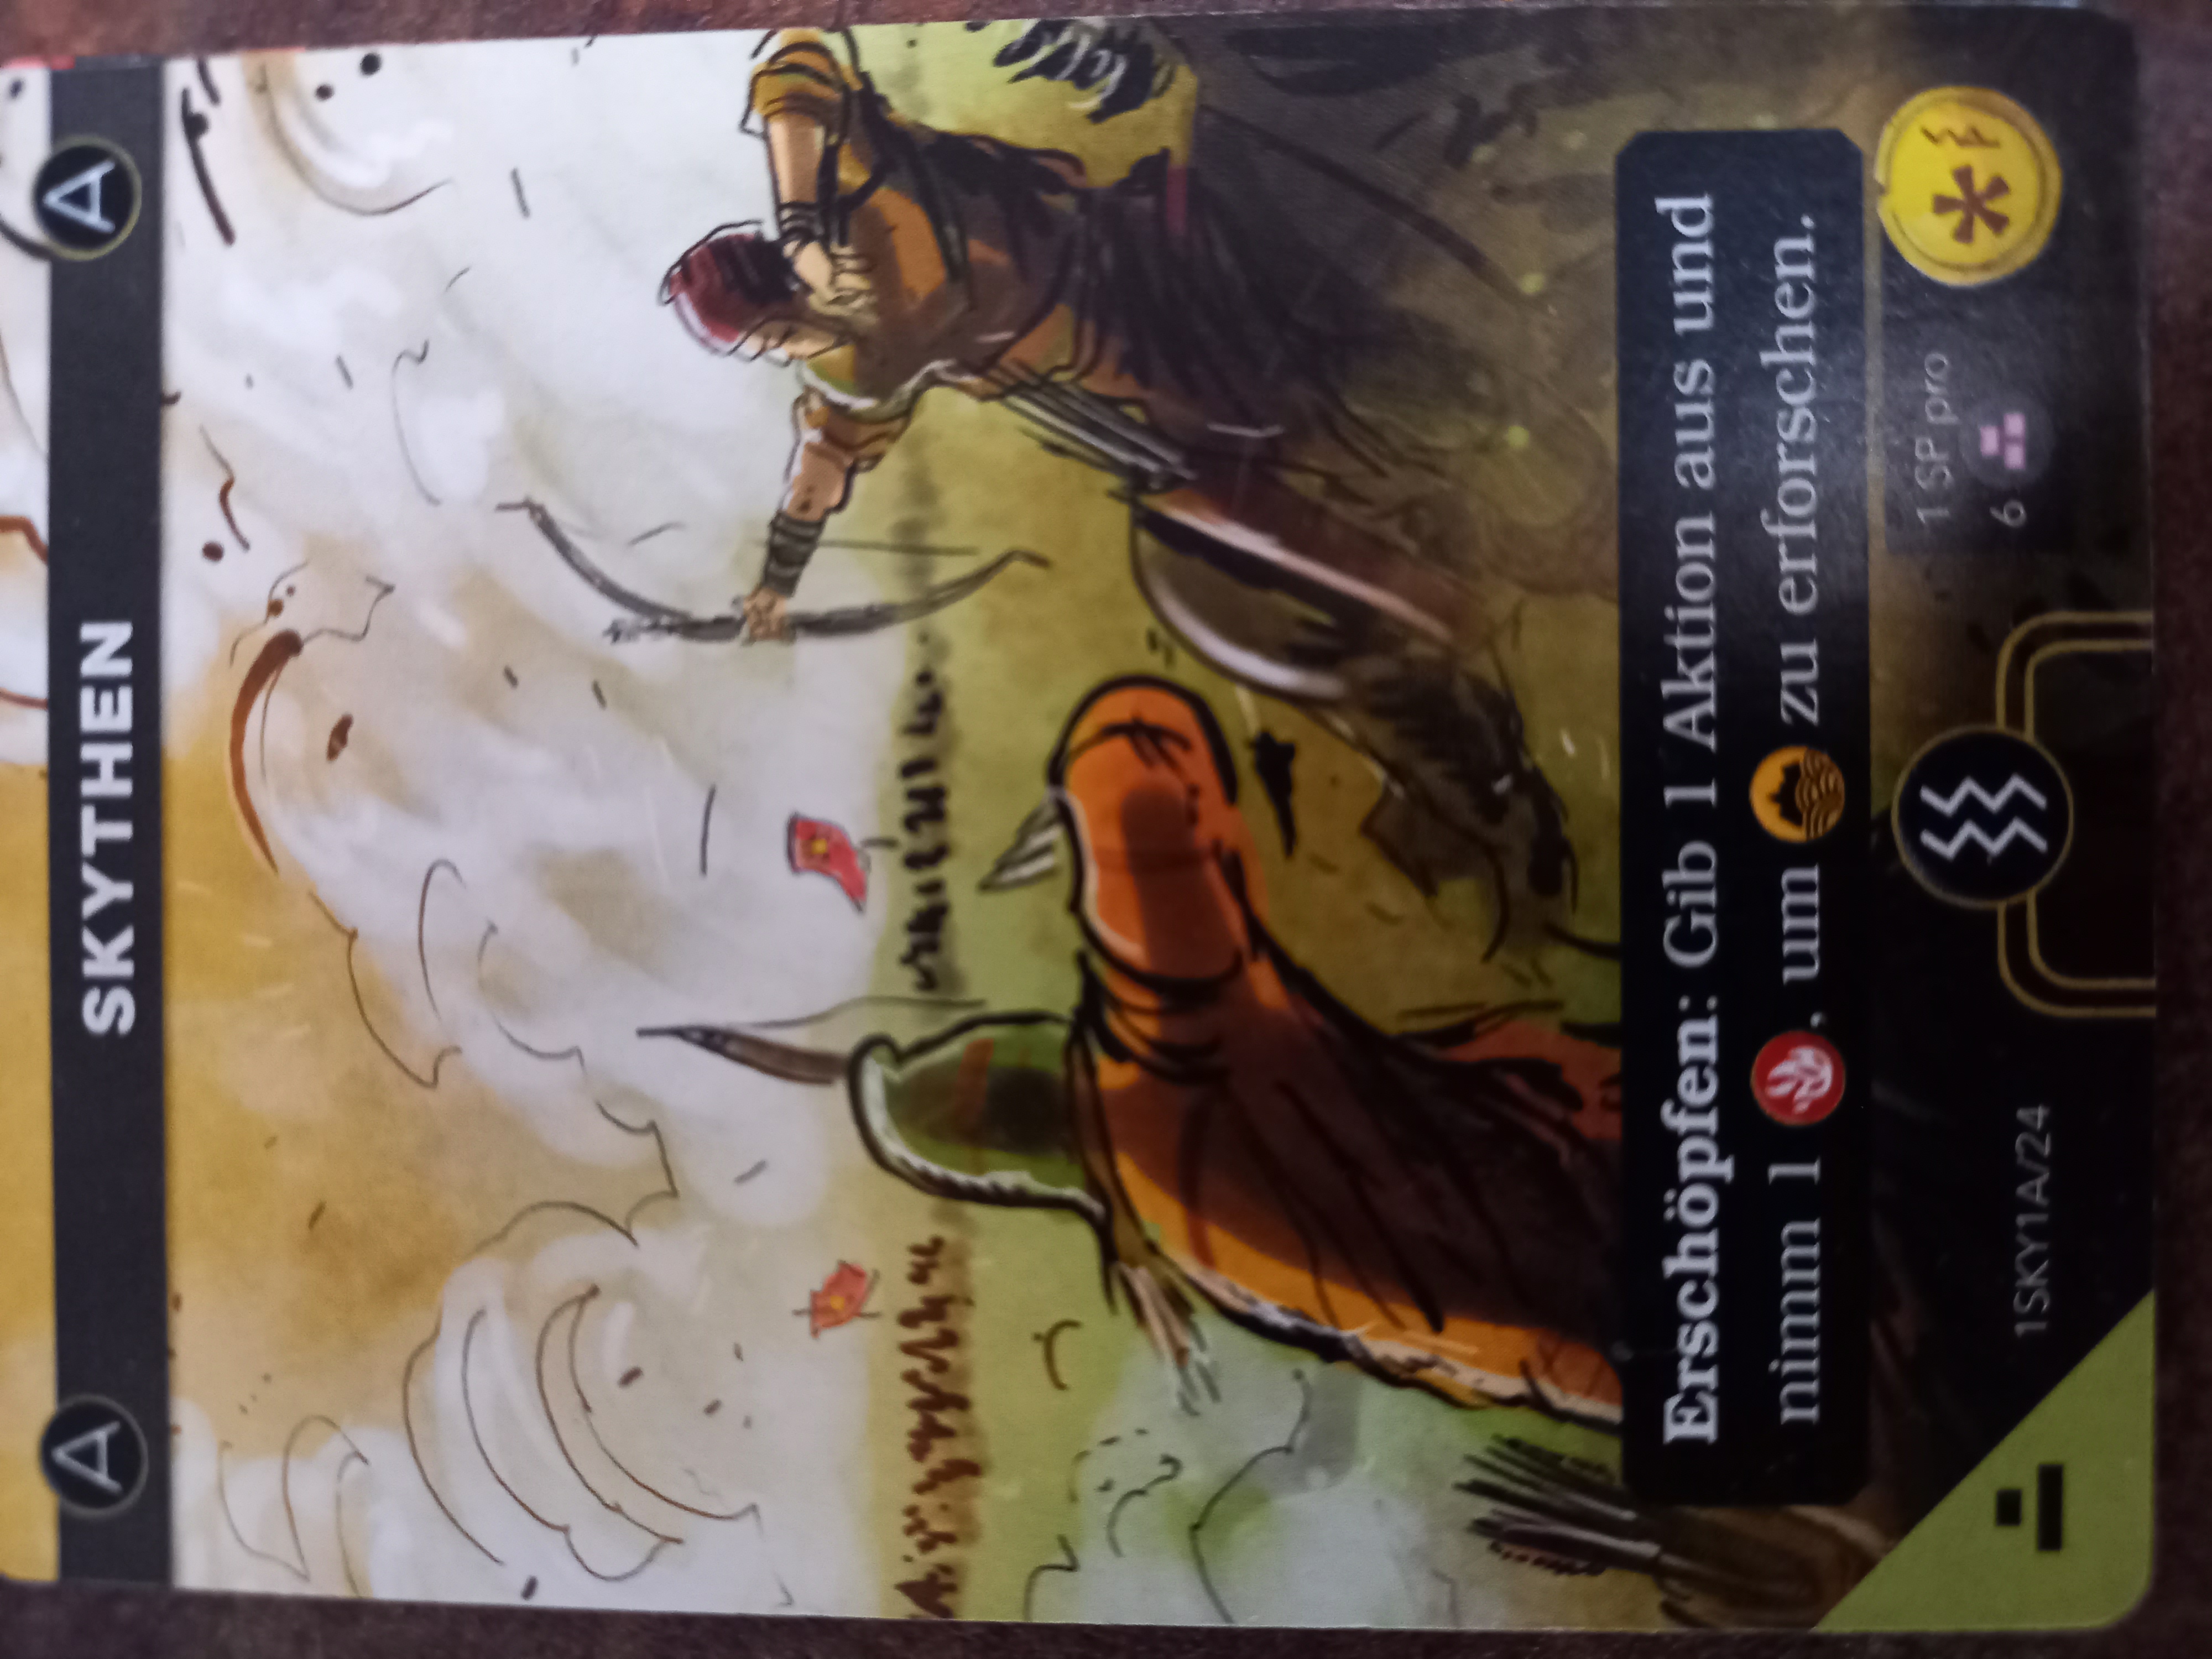 A SKYTHEN A
Erschöpfen: Gib 1 Aktion aus und
nimm 1 , um zu erforschen.
1 SP pro
6
1SKY1A/24